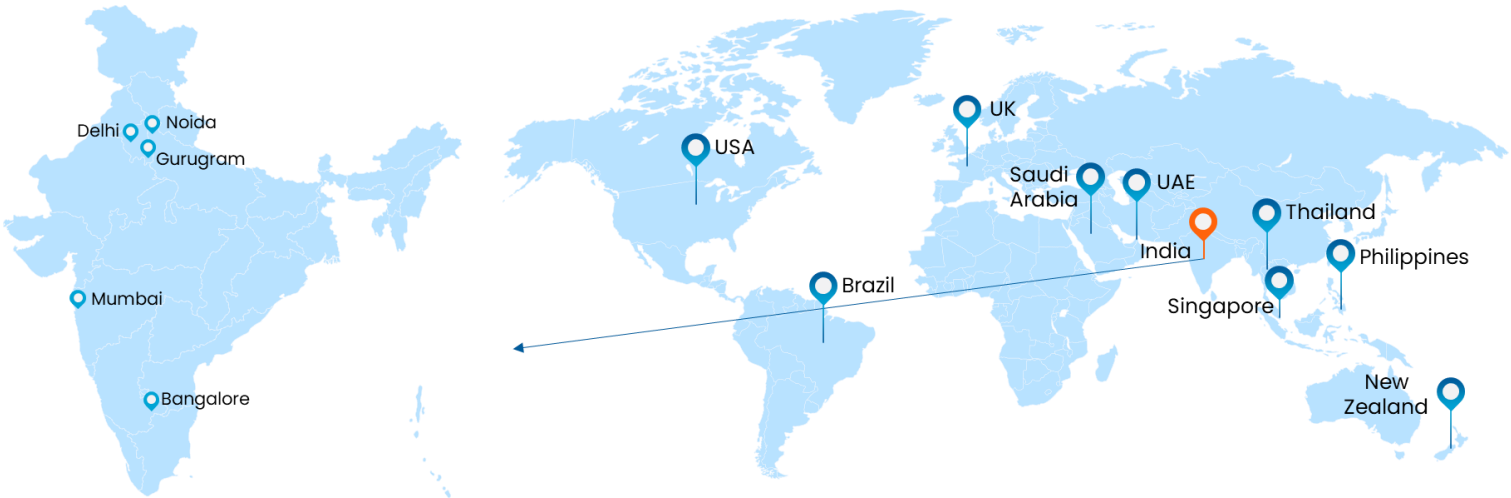 Delhi
Noida
Gurugram
Mumbai
Bangalore
USA
UK
Saudi
Arabia
UAE
India
Thailand
Philippines
Brazil
Singapore
New
Zealand